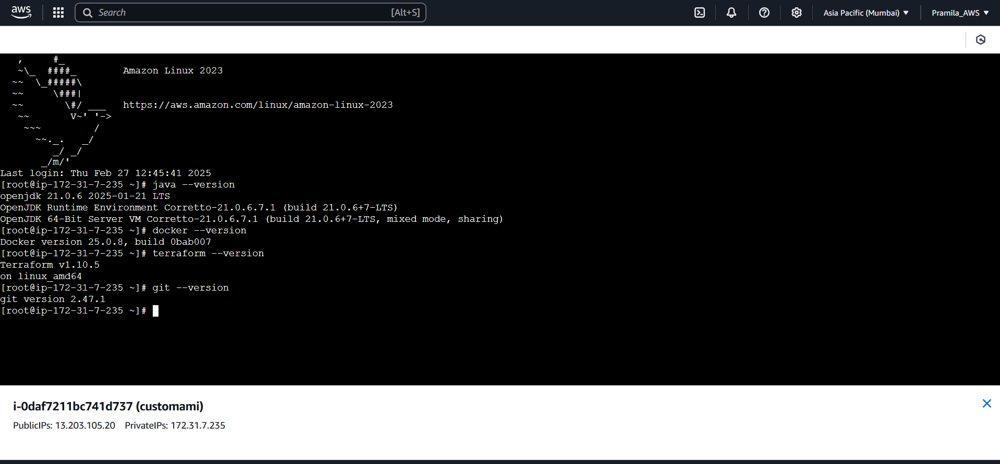 aws Search [Alt+S] Asia Pacific (Mumbai) Pramila_AWS
   ,     #_
   ~\_  ####_        Amazon Linux 2023
  ~~  \_#####\
  ~~     \###|
  ~~       \#/ ___   https://aws.amazon.com/linux/amazon-linux-2023
   ~~       V~' '->
    ~~~         /
      ~~._.   _/
         _/ _/
       _/m/'
Last login: Thu Feb 27 12:45:41 2025
[root@ip-172-31-7-235 ~]# java --version
openjdk 21.0.6 2025-01-21 LTS
OpenJDK Runtime Environment Corretto-21.0.6.7.1 (build 21.0.6+7-LTS)
OpenJDK 64-Bit Server VM Corretto-21.0.6.7.1 (build 21.0.6+7-LTS, mixed mode, sharing)
[root@ip-172-31-7-235 ~]# docker --version
Docker version 25.0.8, build 0bab007
[root@ip-172-31-7-235 ~]# terraform --version
Terraform v1.10.5
on linux_amd64
[root@ip-172-31-7-235 ~]# git --version
git version 2.47.1
[root@ip-172-31-7-235 ~]#
i-0daf7211bc741d737 (customami)
PublicIPs: 13.203.105.20 PrivateIPs: 172.31.7.235